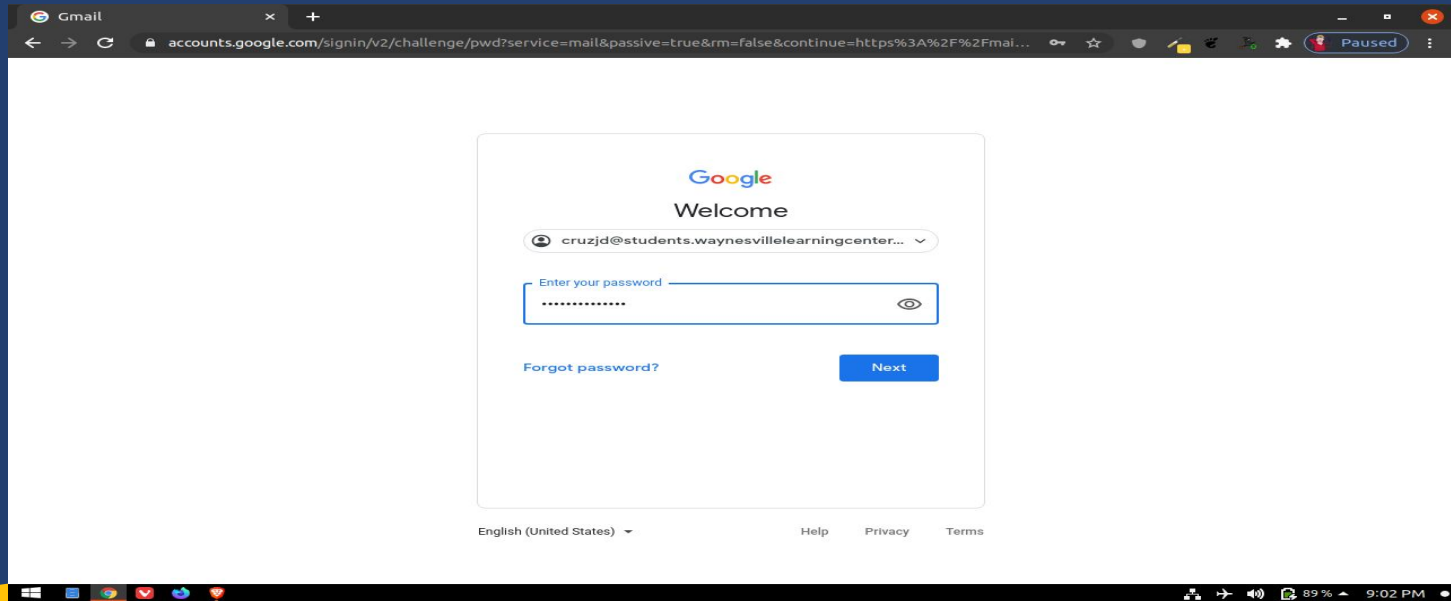 Gmail
accounts.google.com/signin/v2/challenge/pwd?service=mail&passive=true&rm=false&continue=https%3A%2F%2Fmai...
Paused
Google
Welcome
cruzjd@students.waynesvillelearningcenter...
Enter your password
••••••••••••••
Forgot password?
Next
English (United States)
Help Privacy Terms
89% 9:02 PM